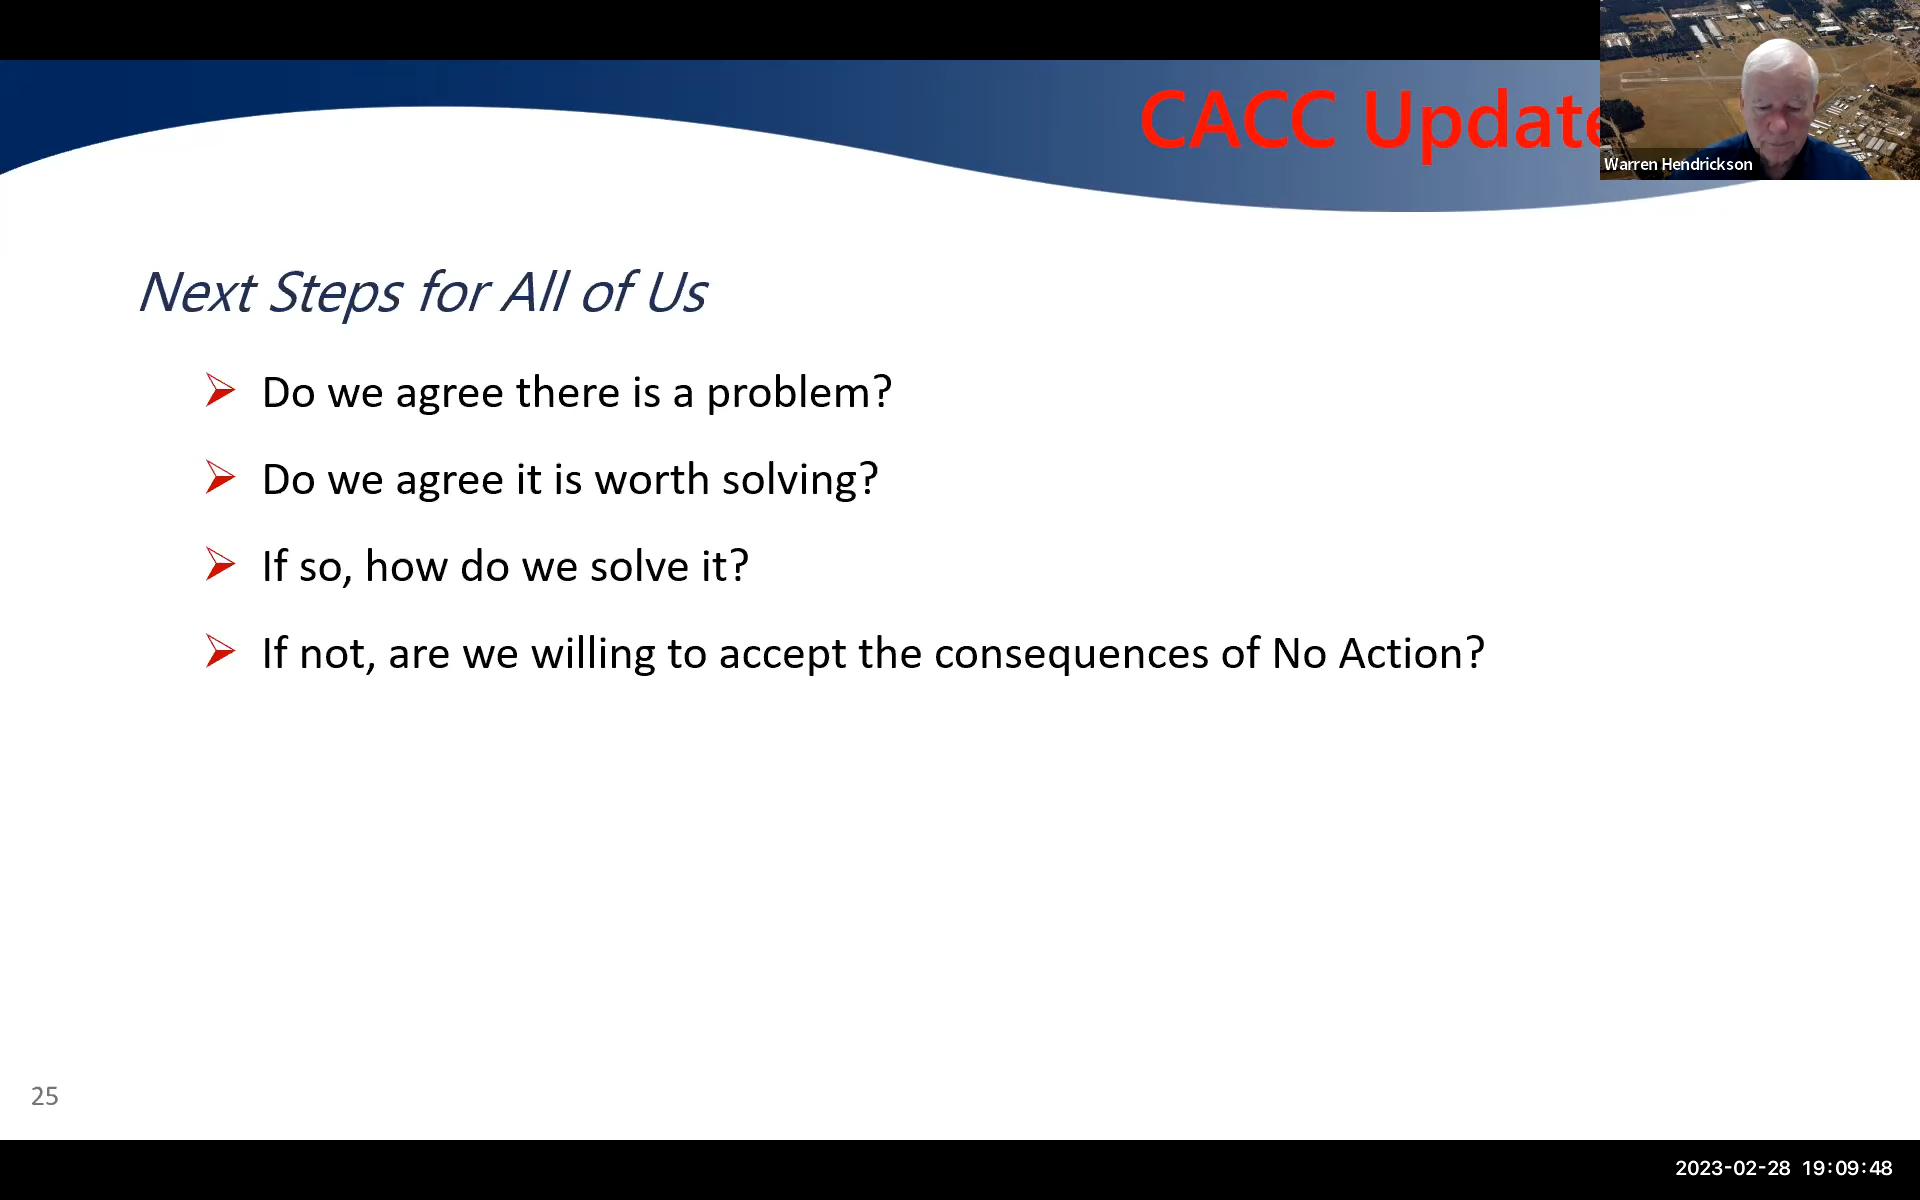 CACC Update
Warren Hendrickson
Next Steps for All of Us
Do we agree there is a problem?
Do we agree it is worth solving?
If so, how do we solve it?
If not, are we willing to accept the consequences of No Action?
25
2023-02-28 19:09:48